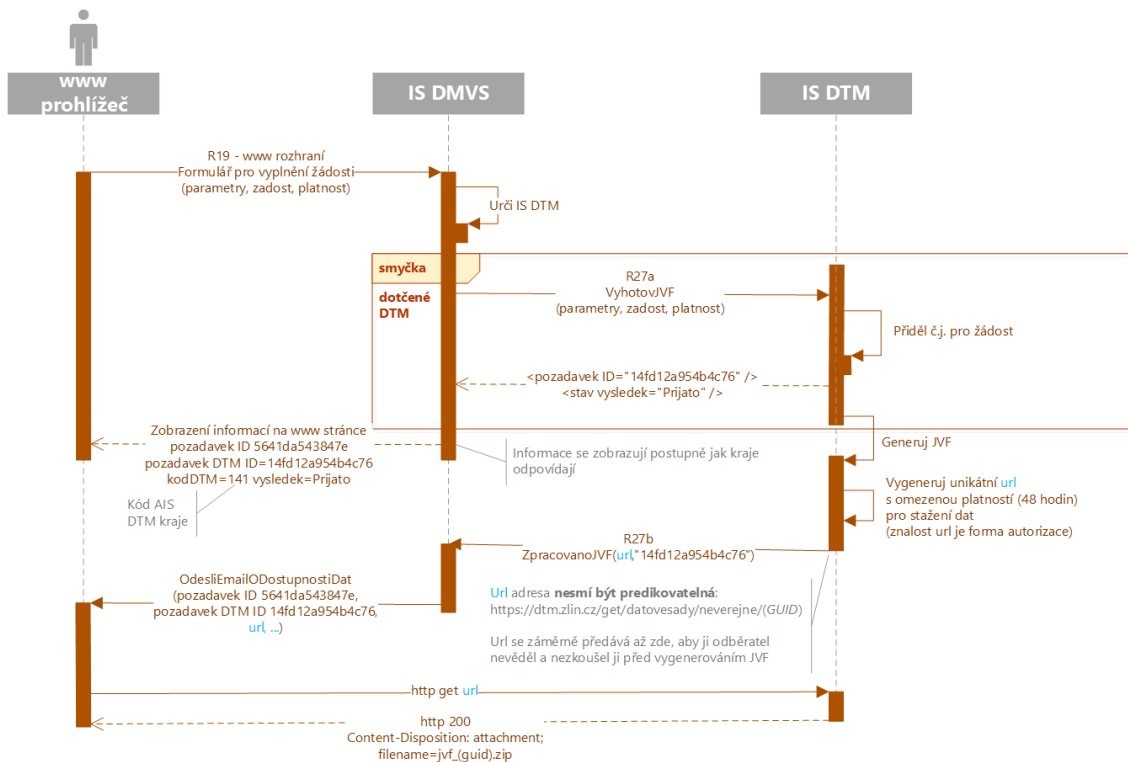 www
prohlížeč
IS DMVS
IS DTM
R19 - www rozhraní
Formulář pro vyplnění žádosti
(parametry, zadost, platnost)
Urči IS DTM
smyčka
dotčené
DTM
R27a
VyhotovJVF
(parametry, zadost, platnost)
Přiděl č.j. pro žádost
<pozadavek ID="14fd12a954b4c76" />
<stav vysledek="Prijato" />
Zobrazení informací na www stránce
pozadavek ID 5641da543847e
pozadavek DTM ID=14fd12a954b4c76
kodDTM=141 vysledek=Prijato
Generuj JVF
Informace se zobrazují postupně jak kraje
odpovídají
Kód AIS
DTM kraje
Vygeneruj unikátní url
s omezenou platností (48 hodin)
pro stažení dat
(znalost url je forma autorizace)
R27b
ZpracovanoJVF(url,"14fd12a954b4c76")
OdesliEmailODostupnostiDat
(pozadavek ID 5641da543847e,
pozadavek DTM ID 14fd12a954b4c76,
url, ...)
Url adresa nesmí být predikovatelná:
https://dtm.zlin.cz/get/datovesady/neverejne/(GUID)
Url se záměrně předává až zde, aby ji odběratel
nevěděl a nezkoušel ji před vygenerováním JVF
http get url
http 200
Content-Disposition: attachment;
filename=jvf_(guid).zip